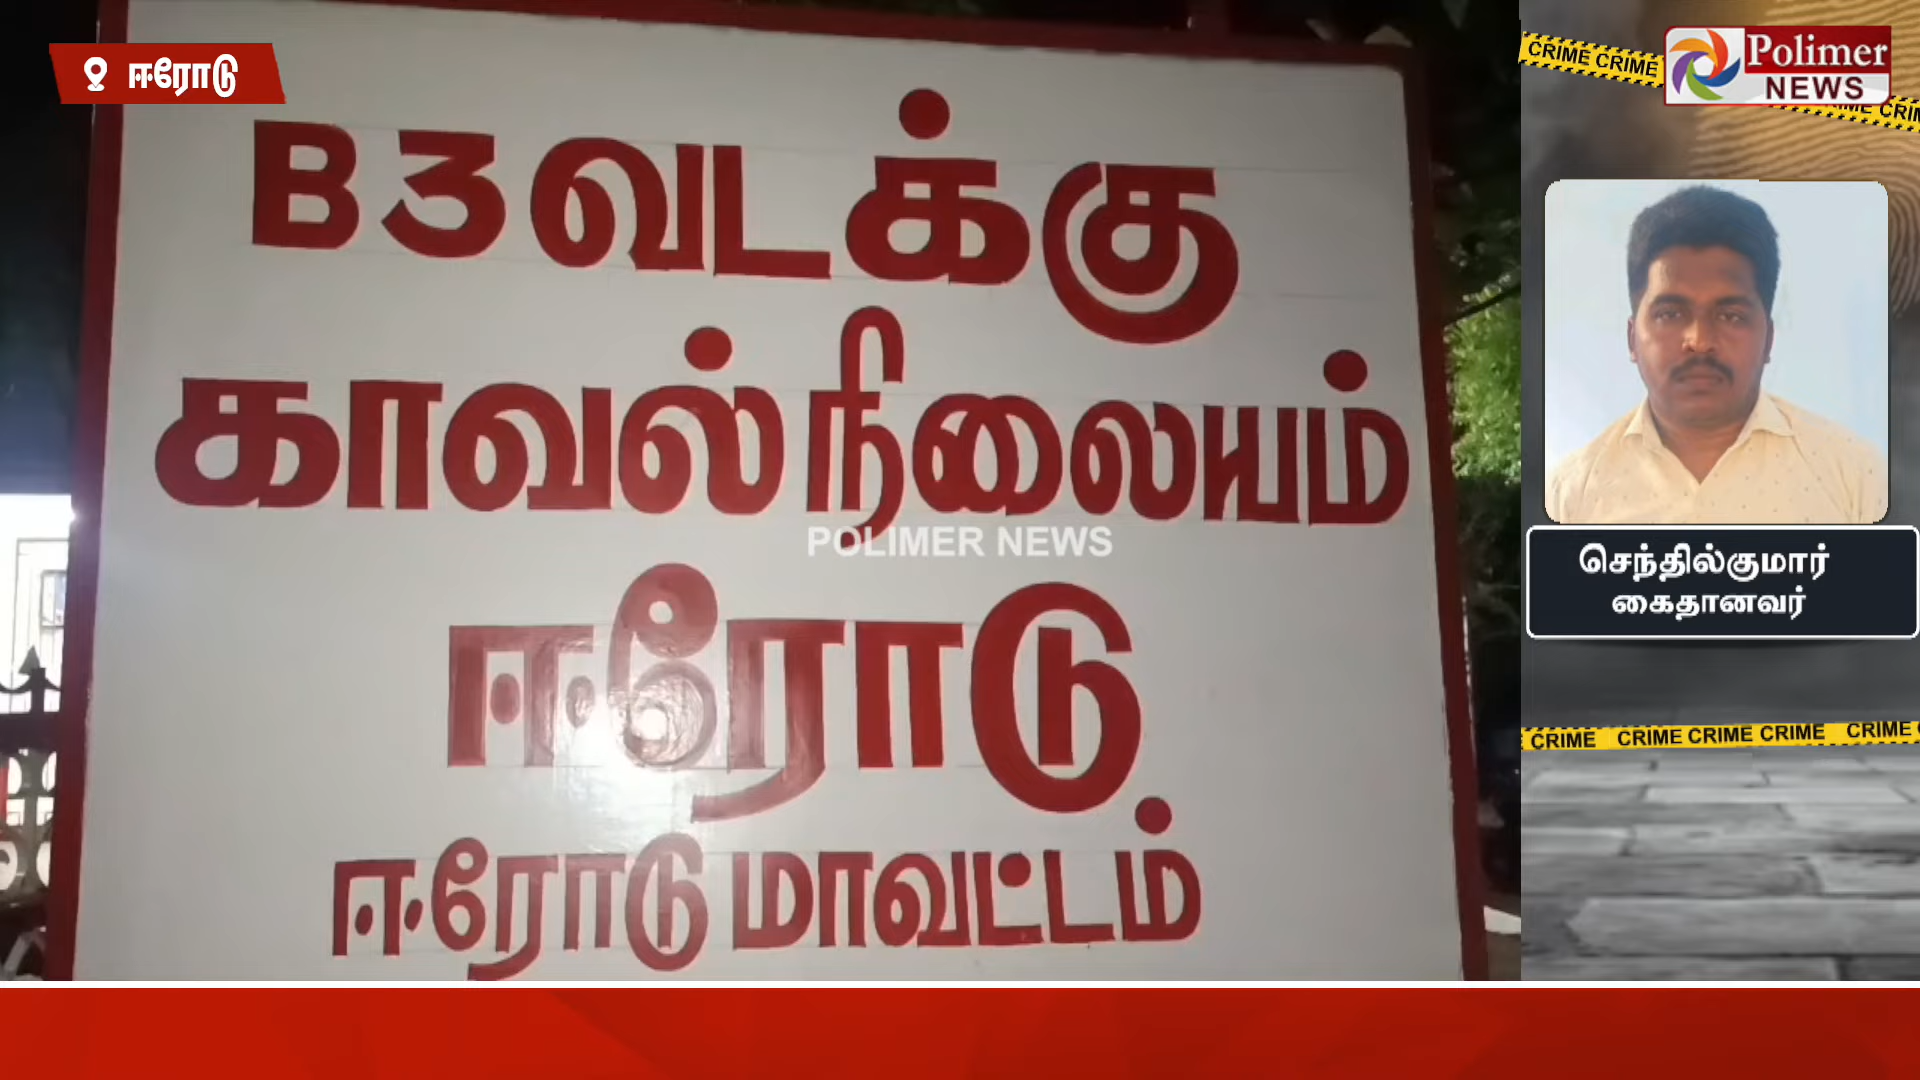 ஈரோடு
CRIME CRIME
Polimer
NEWS
B3 வடக்கு
காவல் நிலையம்
POLIMER NEWS
ஈரோடு
ஈரோடு மாவட்டம்
செந்தில்குமார்
கைதானவர்
CRIME CRIME CRIME CRIME CRIME